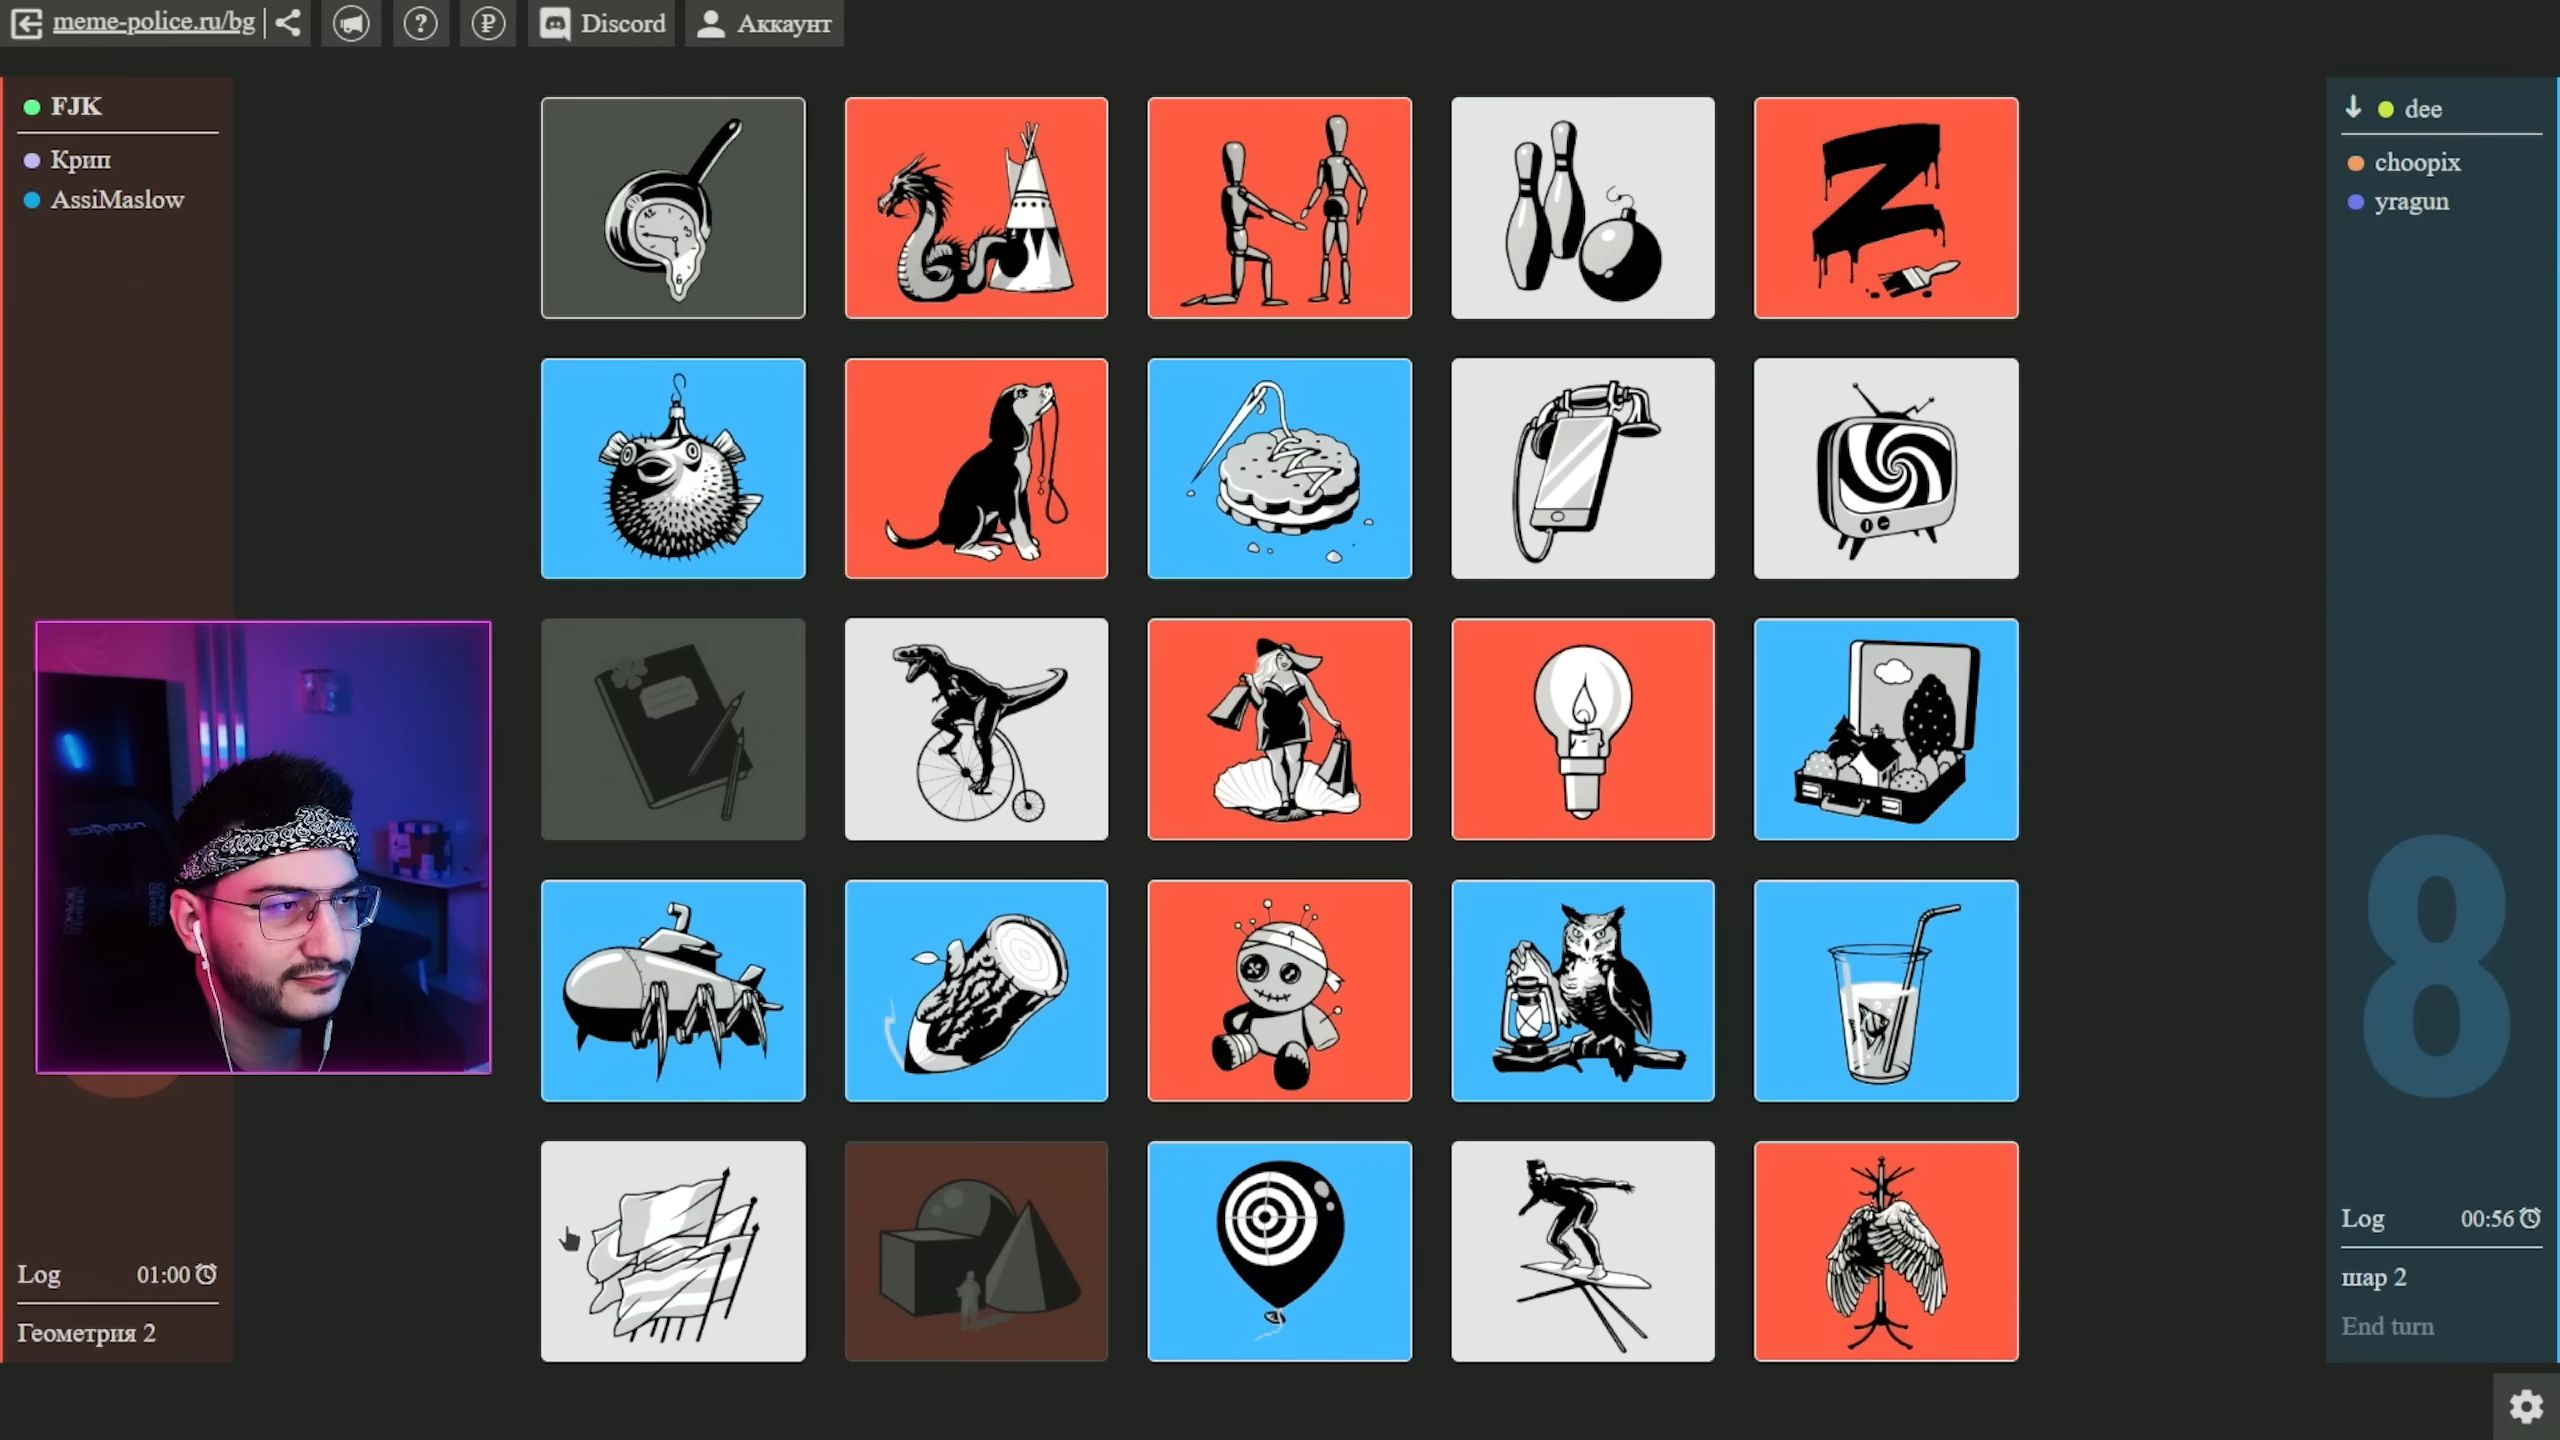 meme-police.ru/bg
Discord
Аккаунт
FJK
Крип
AssiMaslow
dee
choopix
yragun
Z
8
Log 01:00
Геометрия 2
Log 00:56
шар 2
End turn